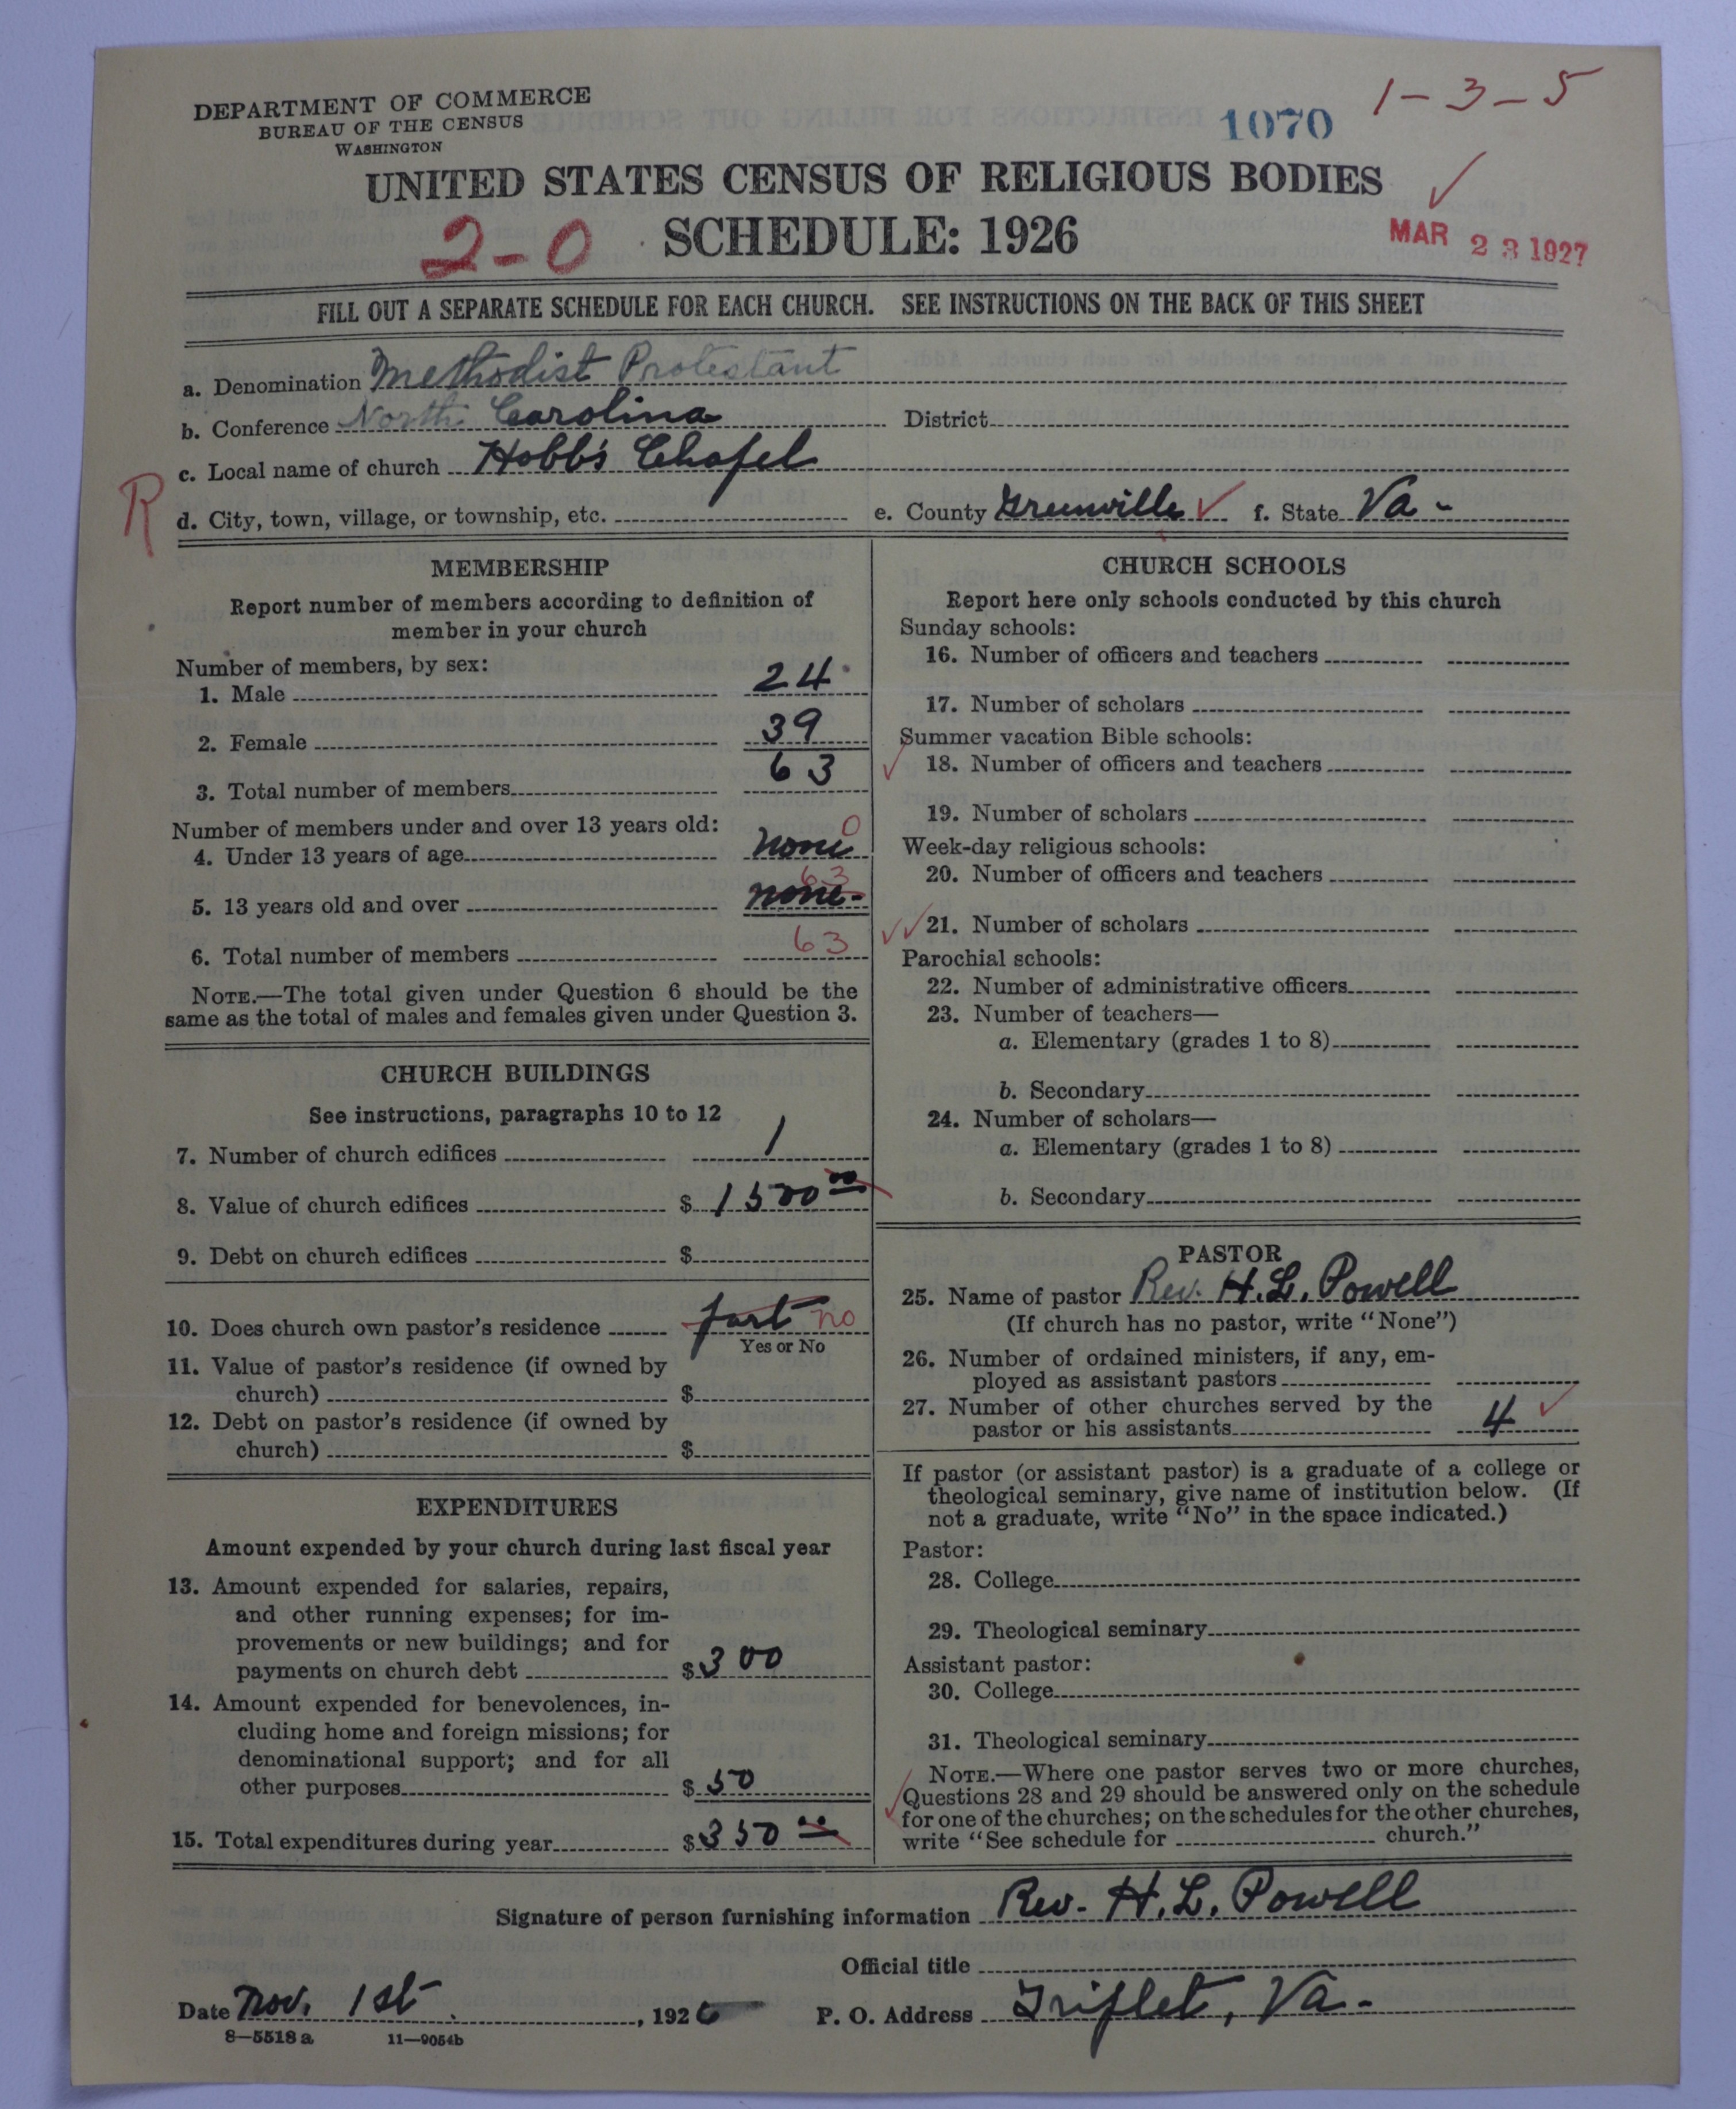 DEPARTMENT OF COMMERCE
BUREAU OF THE CENSUS
WASHINGTON
1070
1-3-5
UNITED STATES CENSUS OF RELIGIOUS BODIES
2-0
SCHEDULE: 1926
MAR 23 1927
FILL OUT A SEPARATE SCHEDULE FOR EACH CHURCH. SEE INSTRUCTIONS ON THE BACK OF THIS SHEET
a. Denomination Methodist Protestant
b. Conference North Carolina District
c. Local name of church Hobb's Chapel
R
d. City, town, village, or township, etc. e. County Greenville f. State Va -
MEMBERSHIP
Report number of members according to definition of
member in your church
Number of members, by sex:
1. Male 24
2. Female 39
3. Total number of members 63
Number of members under and over 13 years old:
4. Under 13 years of age none 0
5. 13 years old and over none- 63
6. Total number of members 63
NOTE.—The total given under Question 6 should be the
same as the total of males and females given under Question 3.
CHURCH BUILDINGS
See instructions, paragraphs 10 to 12
7. Number of church edifices 1
8. Value of church edifices $ 1500 00
9. Debt on church edifices $
10. Does church own pastor's residence part no
Yes or No
11. Value of pastor's residence (if owned by
church) $
12. Debt on pastor's residence (if owned by
church) $
EXPENDITURES
Amount expended by your church during last fiscal year
13. Amount expended for salaries, repairs,
and other running expenses; for im-
provements or new buildings; and for
payments on church debt $ 300
14. Amount expended for benevolences, in-
cluding home and foreign missions; for
denominational support; and for all
other purposes $ 50
15. Total expenditures during year $ 350
CHURCH SCHOOLS
Report here only schools conducted by this church
Sunday schools:
16. Number of officers and teachers
17. Number of scholars
Summer vacation Bible schools:
18. Number of officers and teachers
19. Number of scholars
Week-day religious schools:
20. Number of officers and teachers
21. Number of scholars
Parochial schools:
22. Number of administrative officers
23. Number of teachers—
a. Elementary (grades 1 to 8)
b. Secondary
24. Number of scholars—
a. Elementary (grades 1 to 8)
b. Secondary
PASTOR
25. Name of pastor Rev. H.L. Powell
(If church has no pastor, write "None")
26. Number of ordained ministers, if any, em-
ployed as assistant pastors
27. Number of other churches served by the
pastor or his assistants 4
If pastor (or assistant pastor) is a graduate of a college or
theological seminary, give name of institution below. (If
not a graduate, write "No" in the space indicated.)
Pastor:
28. College
29. Theological seminary
Assistant pastor:
30. College
31. Theological seminary
NOTE.—Where one pastor serves two or more churches,
Questions 28 and 29 should be answered only on the schedule
for one of the churches; on the schedules for the other churches,
write "See schedule for church."
Signature of person furnishing information Rev. H.L. Powell
Official title
Date Nov. 1st, 1926 P. O. Address Triplet, Va-
8-5518 a 11-9054b